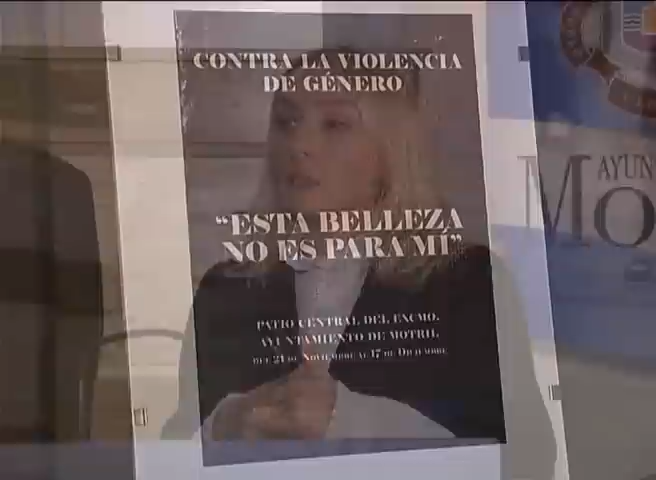 CONTRA LA VIOLENCIA
DE GÉNERO
"ESTA BELLEZA
NO ES PARA MÍ"
PATIO CENTRAL DEL EXCMO.
AYUNTAMIENTO DE MOTRIL
DEL 21 DE NOVIEMBRE AL 17 DE DICIEMBRE
AYUN
Mo